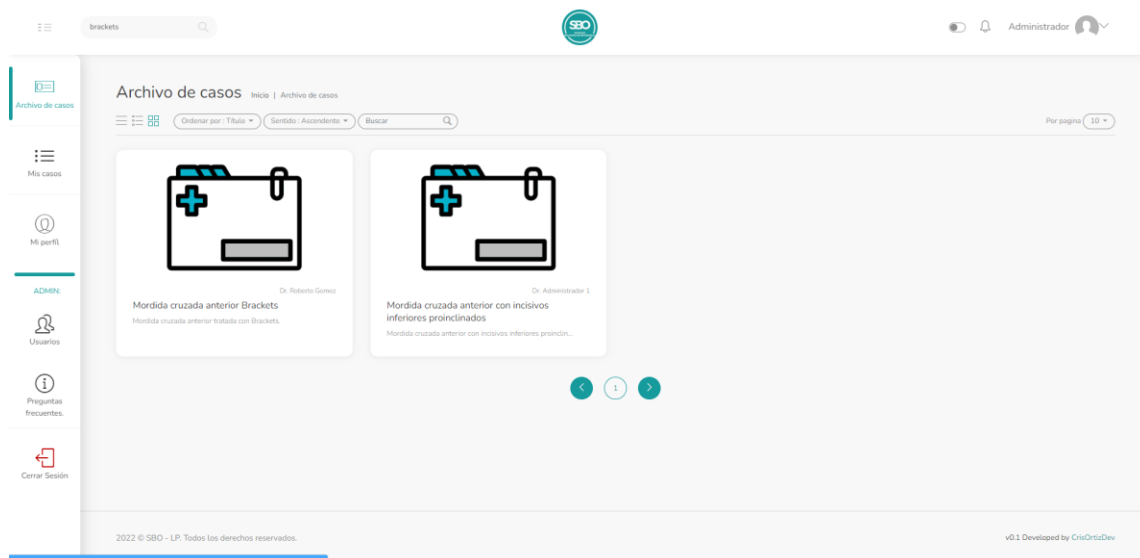 brackets
SBO
Administrador
Archivo de casos
Mis casos
Mi perfil
ADMIN:
Usuarios
Preguntas
frecuentes.
Cerrar Sesión
Archivo de casos Inicio | Archivo de casos
Ordenar por : Título Sentido : Ascendente Buscar Por pagina 10
Dr. Roberto Gomez
Mordida cruzada anterior Brackets
Mordida cruzada anterior tratada con Brackets.
Dr. Administrador 1
Mordida cruzada anterior con incisivos
inferiores proinclinados
Mordida cruzada anterior con incisivos inferiores proinclin...
1
2022 © SBO - LP. Todos los derechos reservados.
v0.1 Developed by CrisOrtizDev